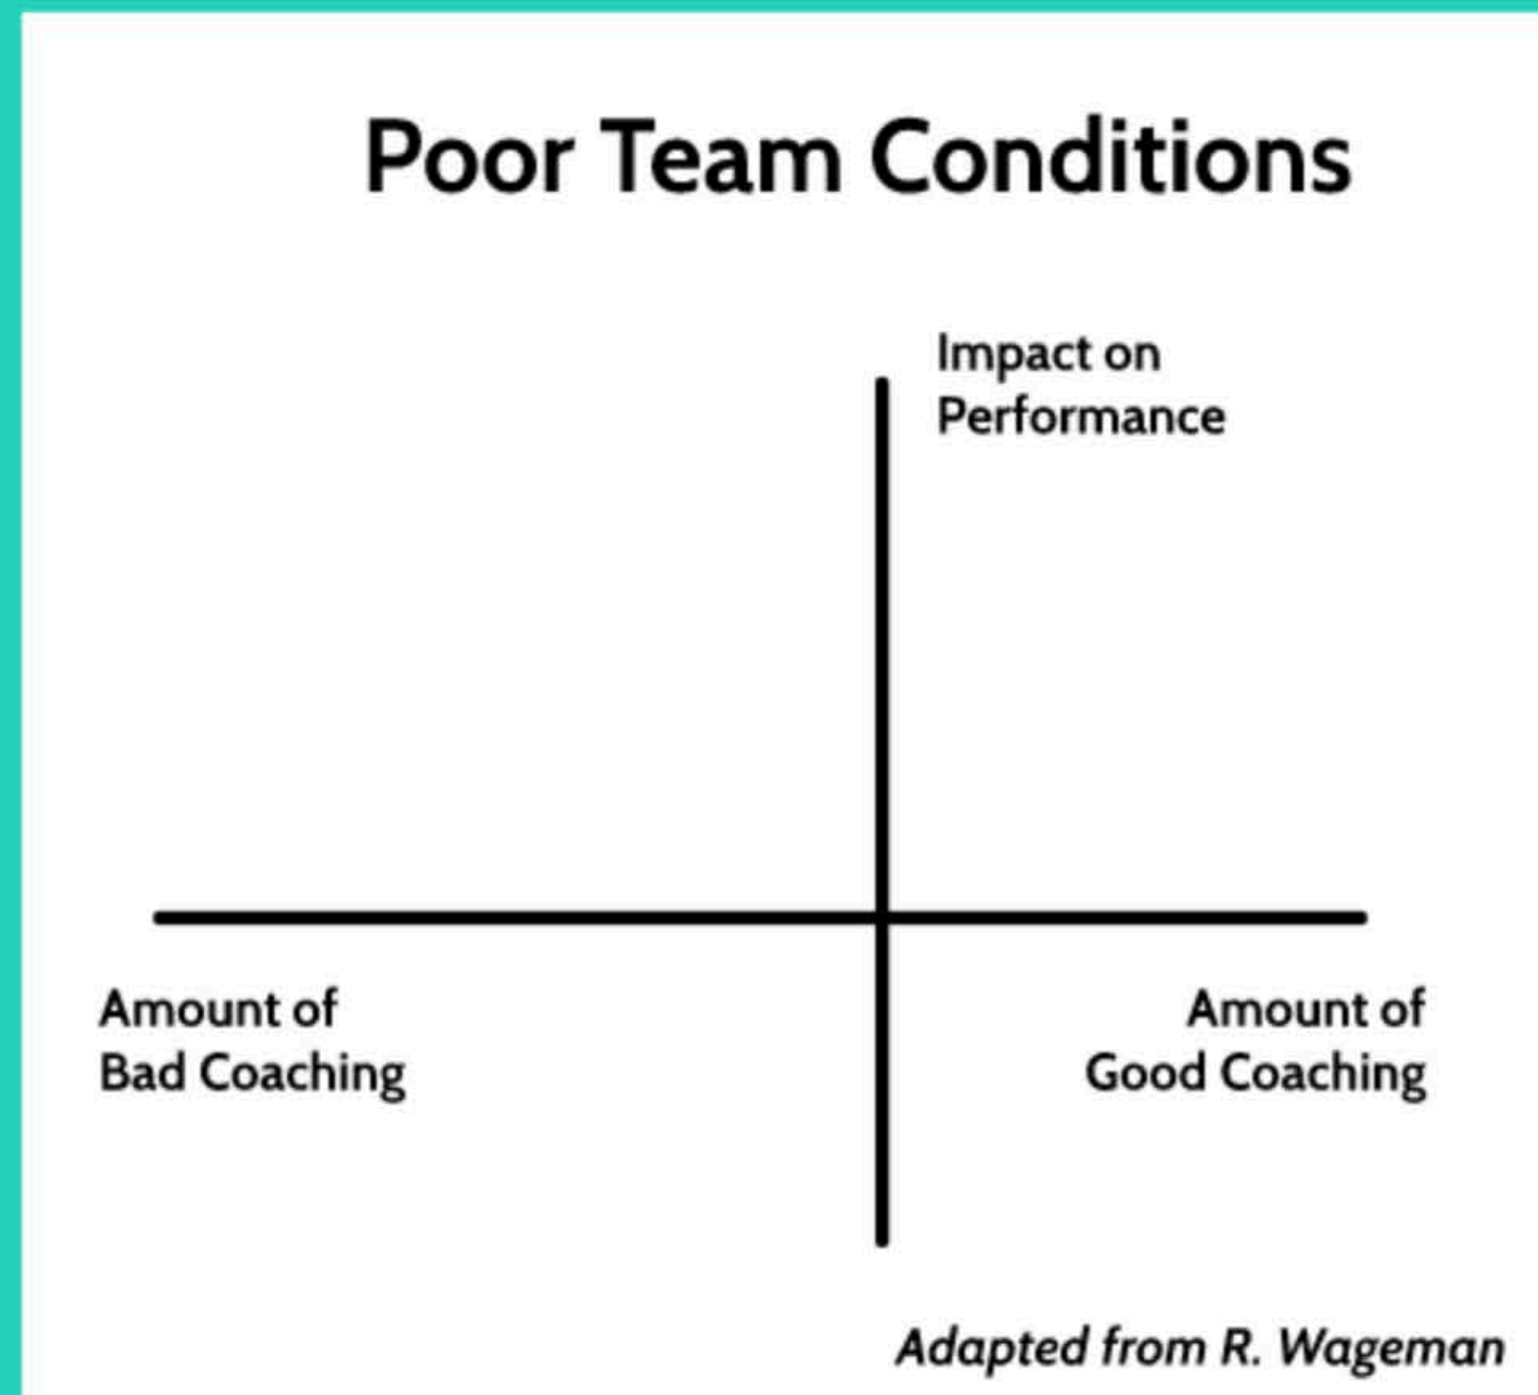 Poor Team Conditions
Impact on
Performance
Amount of
Bad Coaching
Amount of
Good Coaching
Adapted from R. Wageman